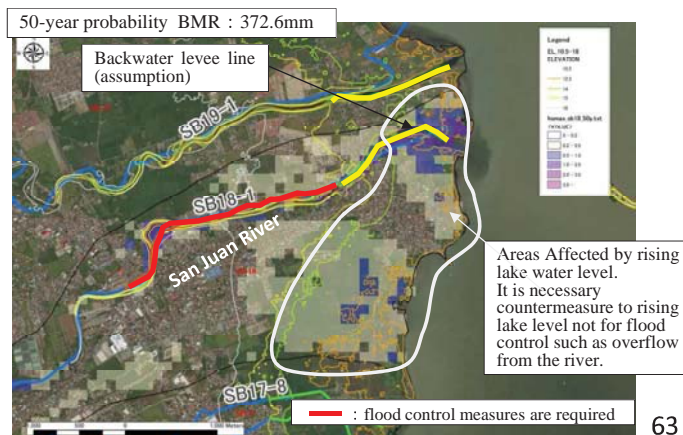 50-year probability BMR : 372.6mm
Backwater levee line
(assumption)
Legend
ELEVATION
SB19-1
SB18-1
San Juan River
Areas Affected by rising
lake water level.
It is necessary
countermeasure to rising
lake level not for flood
control such as overflow
from the river.
SB17-8
: flood control measures are required
63